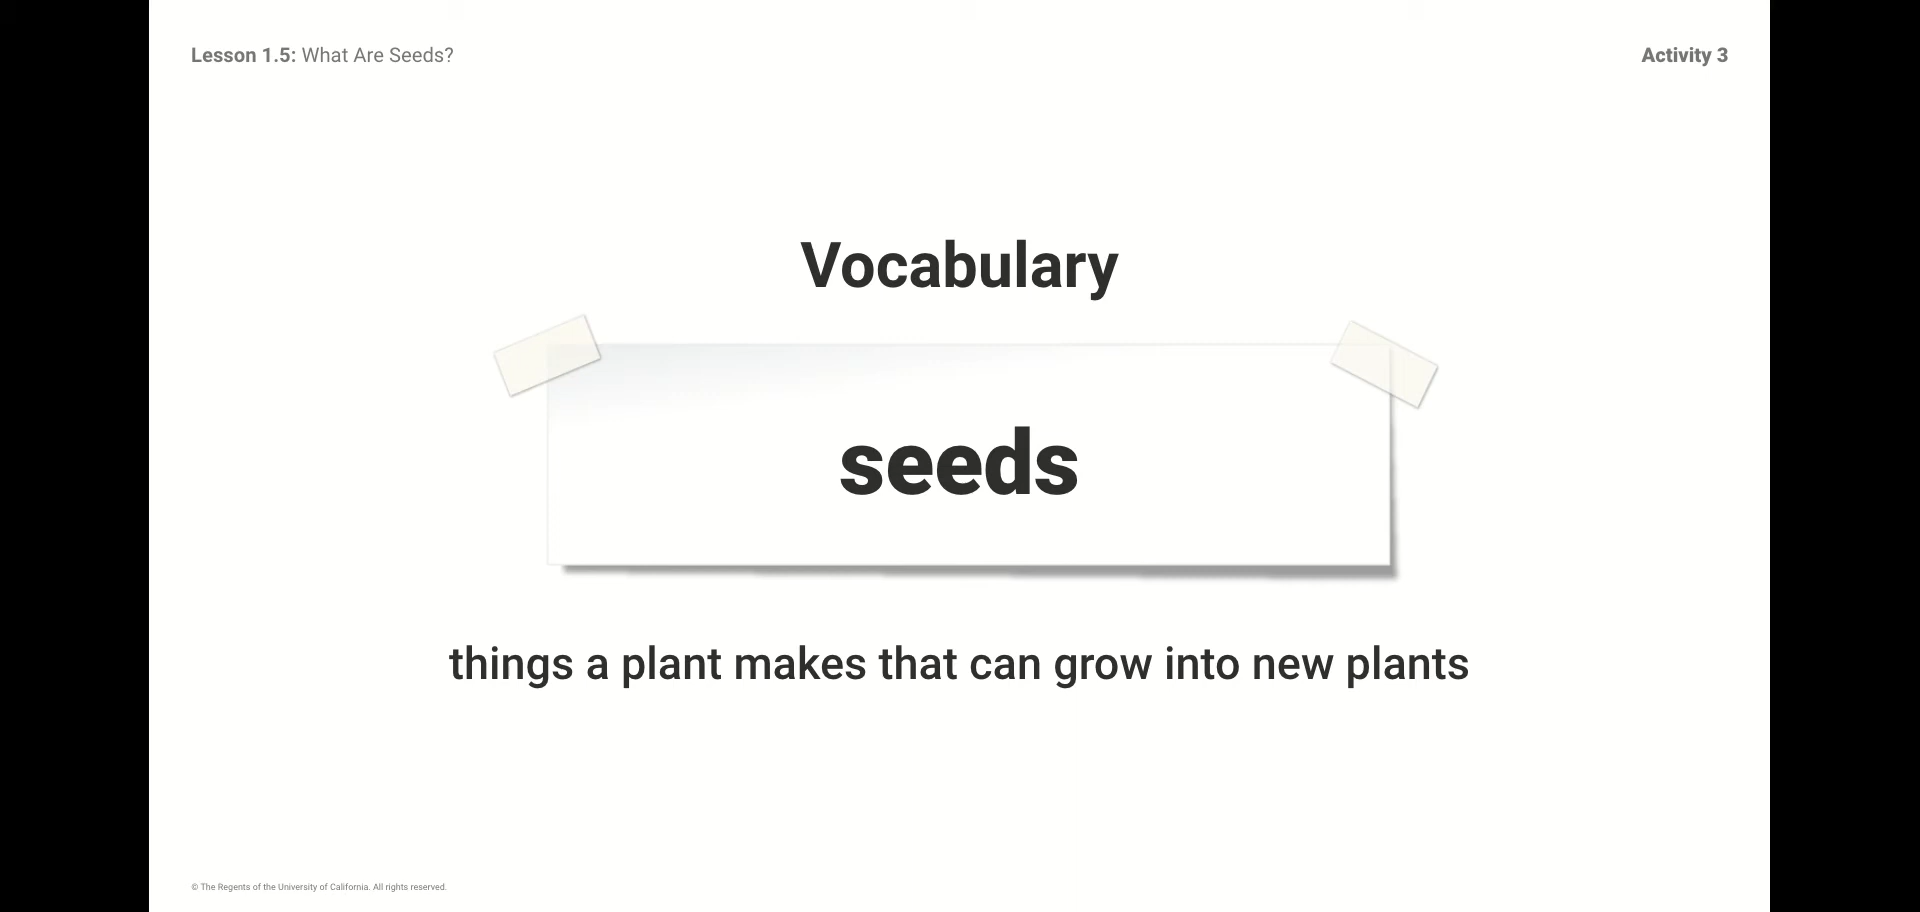 Lesson 1.5: What Are Seeds?
Activity 3
Vocabulary
seeds
things a plant makes that can grow into new plants
© The Regents of the University of California. All rights reserved.